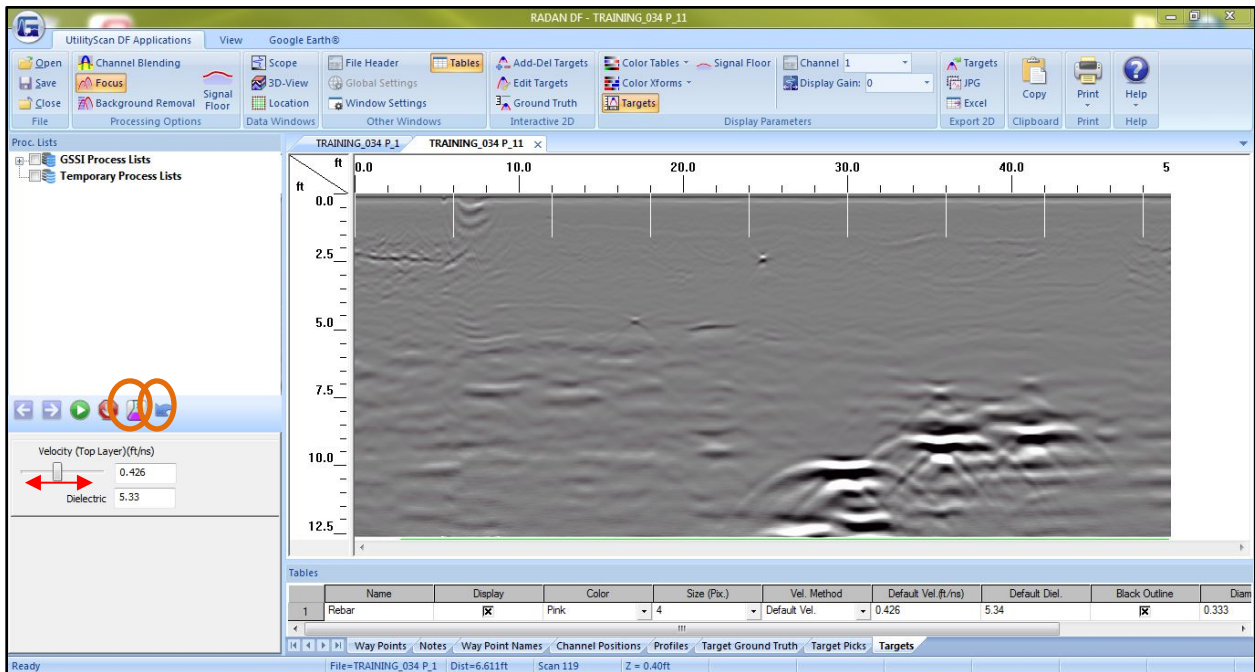 RADAN DF - TRAINING_034 P_11
UtilityScan DF Applications View Google Earth®
Open Channel Blending Scope File Header Tables Add-Del Targets Color Tables Signal Floor Channel 1 Targets
Save Focus Signal Floor 3D-View Global Settings Edit Targets Color Xforms Display Gain: 0 JPG Copy Print Help
Close Background Removal Location Window Settings Ground Truth Targets Excel
File Processing Options Data Windows Other Windows Interactive 2D Display Parameters Export 2D Clipboard Print Help
Proc. Lists
GSSI Process Lists
Temporary Process Lists
Velocity (Top Layer)(ft/ns)
0.426
Dielectric 5.33
TRAINING_034 P_1 TRAINING_034 P_11 ×
ft 0.0 10.0 20.0 30.0 40.0 5
ft
0.0
2.5
5.0
7.5
10.0
12.5
Tables
Name Display Color Size (Pix.) Vel. Method Default Vel.(ft/ns) Default Diel. Black Outline Diam
1 Rebar Pink 4 Default Vel. 0.426 5.34 0.333
Way Points Notes Way Point Names Channel Positions Profiles Target Ground Truth Target Picks Targets
Ready File=TRAINING_034 P_1 Dist=6.611ft Scan 119 Z = 0.40ft